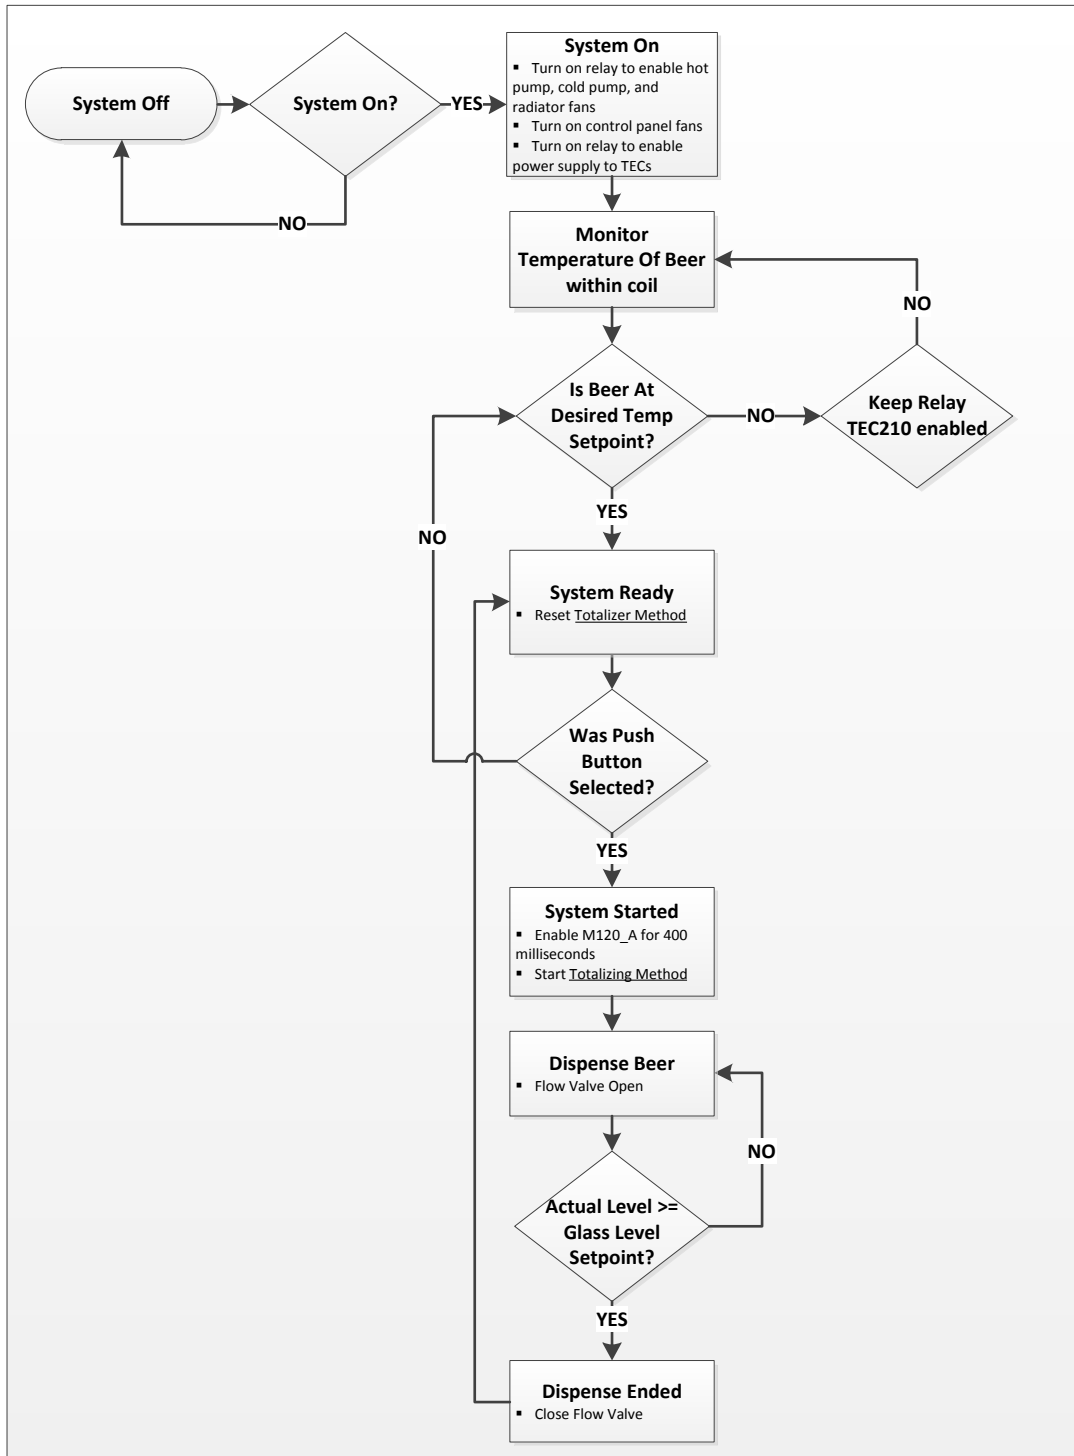 System Off
System On?
YES
NO
System On
▪ Turn on relay to enable hot
pump, cold pump, and
radiator fans
▪ Turn on control panel fans
▪ Turn on relay to enable
power supply to TECs
Monitor
Temperature Of Beer
within coil
NO
Is Beer At
Desired Temp
Setpoint?
NO
Keep Relay
TEC210 enabled
YES
NO
System Ready
▪ Reset Totalizer Method
Was Push
Button
Selected?
YES
System Started
▪ Enable M120_A for 400
milliseconds
▪ Start Totalizing Method
Dispense Beer
▪ Flow Valve Open
NO
Actual Level >=
Glass Level
Setpoint?
YES
Dispense Ended
▪ Close Flow Valve